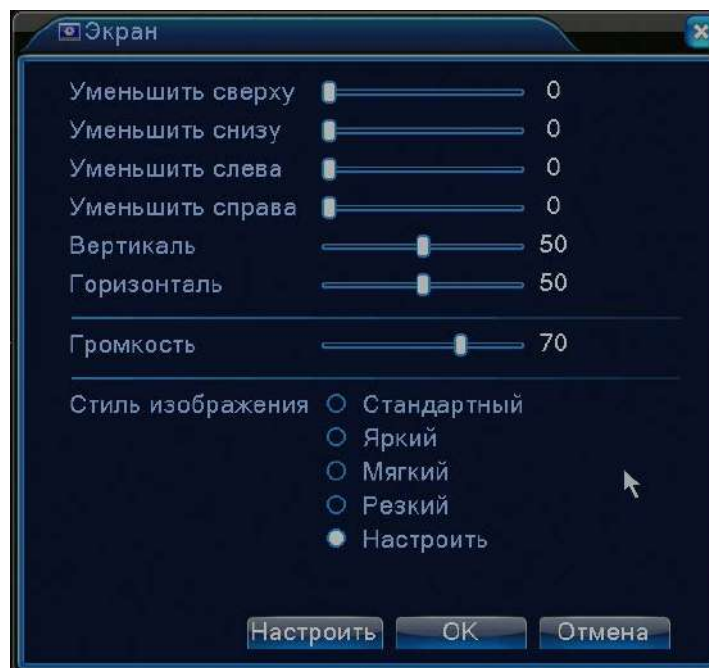 Экран
Уменьшить сверху 0
Уменьшить снизу 0
Уменьшить слева 0
Уменьшить справа 0
Вертикаль 50
Горизонталь 50
Громкость 70
Стиль изображения Стандартный
Яркий
Мягкий
Резкий
Настроить
Настроить OK Отмена